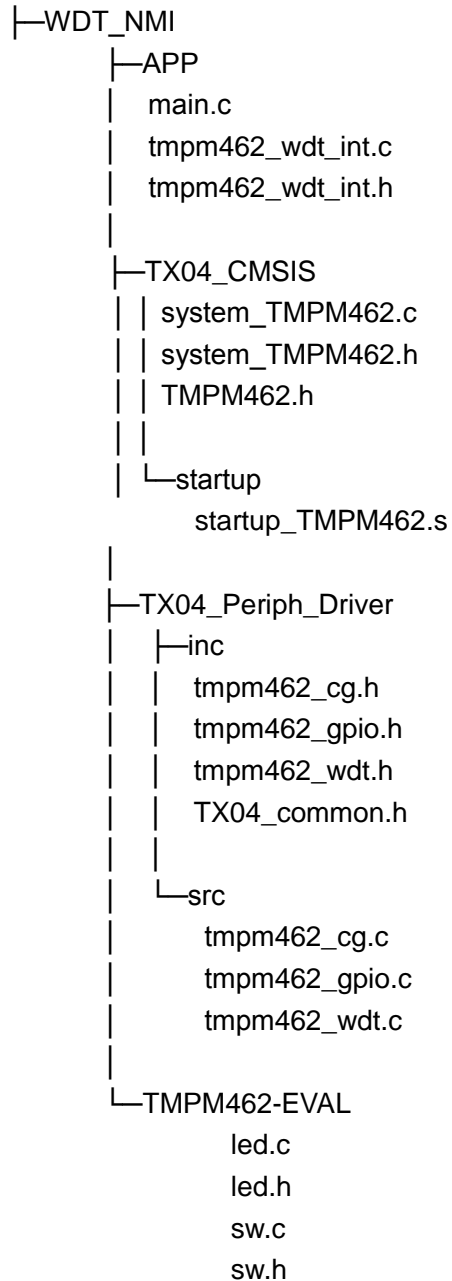 ├─WDT_NMI
├─APP
│ main.c
│ tmpm462_wdt_int.c
│ tmpm462_wdt_int.h
│
├─TX04_CMSIS
│ │ system_TMPM462.c
│ │ system_TMPM462.h
│ │ TMPM462.h
│ │
│ └─startup
startup_TMPM462.s
│
├─TX04_Periph_Driver
│ ├─inc
│ │ tmpm462_cg.h
│ │ tmpm462_gpio.h
│ │ tmpm462_wdt.h
│ │ TX04_common.h
│ │
│ └─src
│ tmpm462_cg.c
│ tmpm462_gpio.c
│ tmpm462_wdt.c
│
└─TMPM462-EVAL
led.c
led.h
sw.c
sw.h